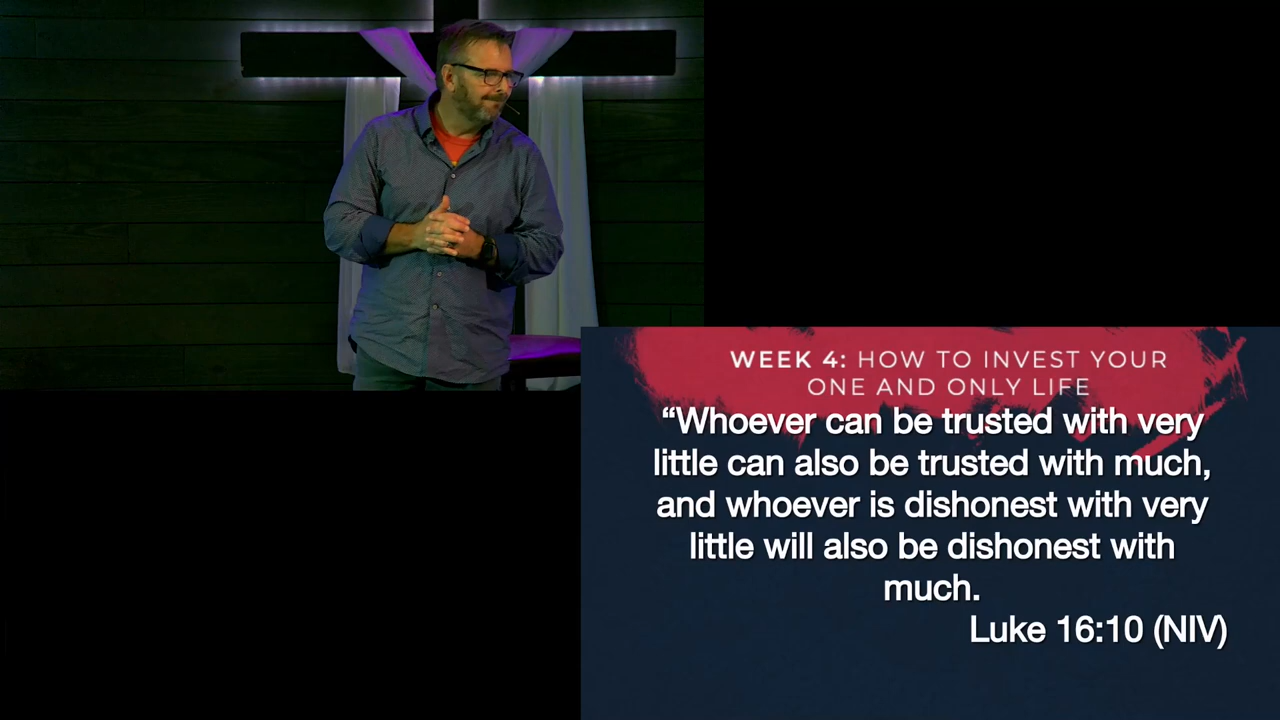 WEEK 4: HOW TO INVEST YOUR
ONE AND ONLY LIFE
“Whoever can be trusted with very
little can also be trusted with much,
and whoever is dishonest with very
little will also be dishonest with
much.
Luke 16:10 (NIV)